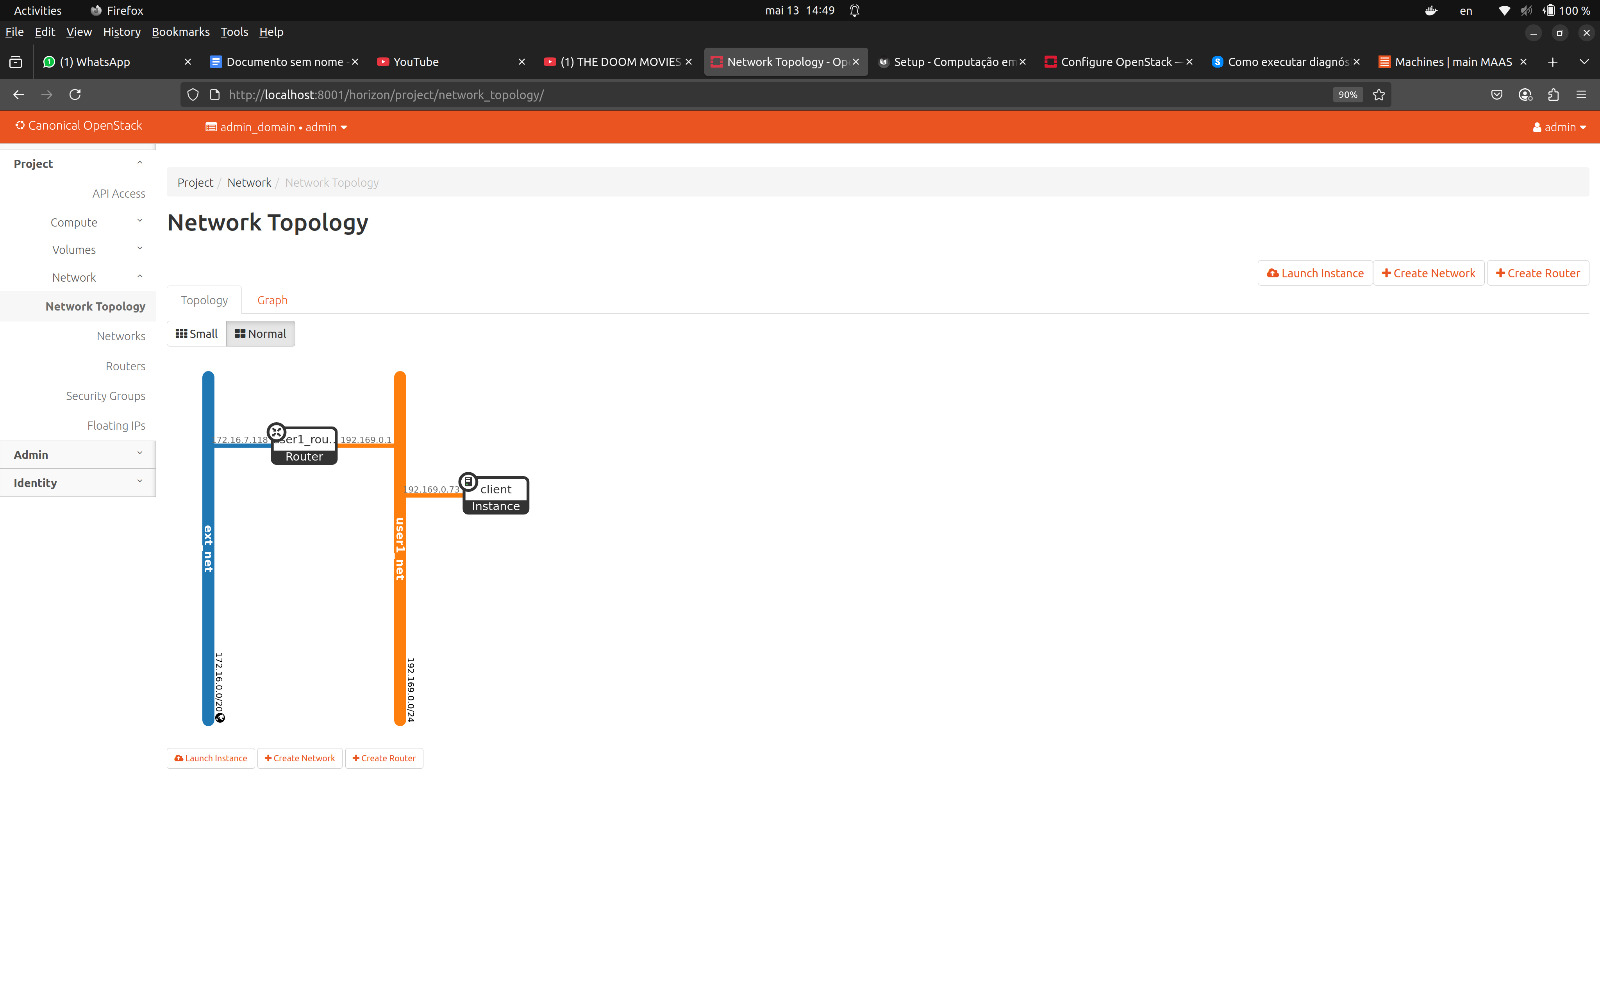 Activities Firefox mai 13 14:49 en 100 %
File Edit View History Bookmarks Tools Help
(1) WhatsApp Documento sem nome - YouTube (1) THE DOOM MOVIES Network Topology - Op Setup - Computação em Configure OpenStack — Como executar diagnós Machines | main MAAS
http://localhost:8001/horizon/project/network_topology/ 90%
Canonical OpenStack admin_domain • admin admin
Project
API Access
Compute
Volumes
Network
Network Topology
Networks
Routers
Security Groups
Floating IPs
Admin
Identity
Project / Network / Network Topology
Network Topology
Launch Instance + Create Network + Create Router
Topology Graph
Small Normal
ext_net
172.16.0.0/20
72.16.7.118
ser1_rou...
Router
192.169.0.1
user1_net
192.169.0.0/24
192.169.0.73
client
Instance
Launch Instance + Create Network + Create Router